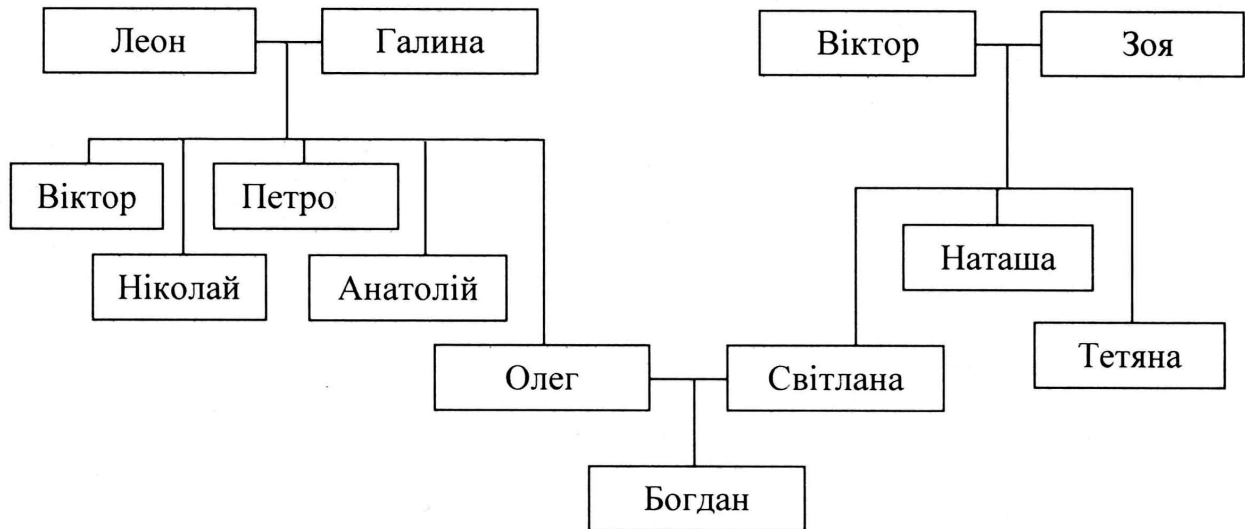 Леон
Галина
Віктор
Зоя
Віктор
Петро
Ніколай
Анатолій
Наташа
Тетяна
Олег
Світлана
Богдан